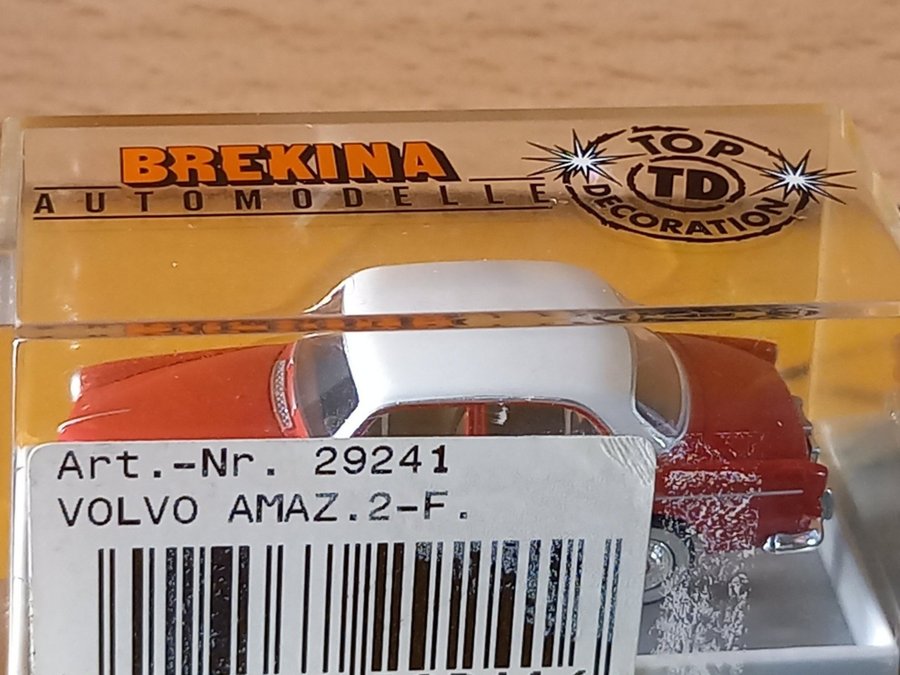 BREKINA
AUTOMODELLE
TOP
TD
DECORATION
Art.-Nr. 29241
VOLVO AMAZ.2-F.